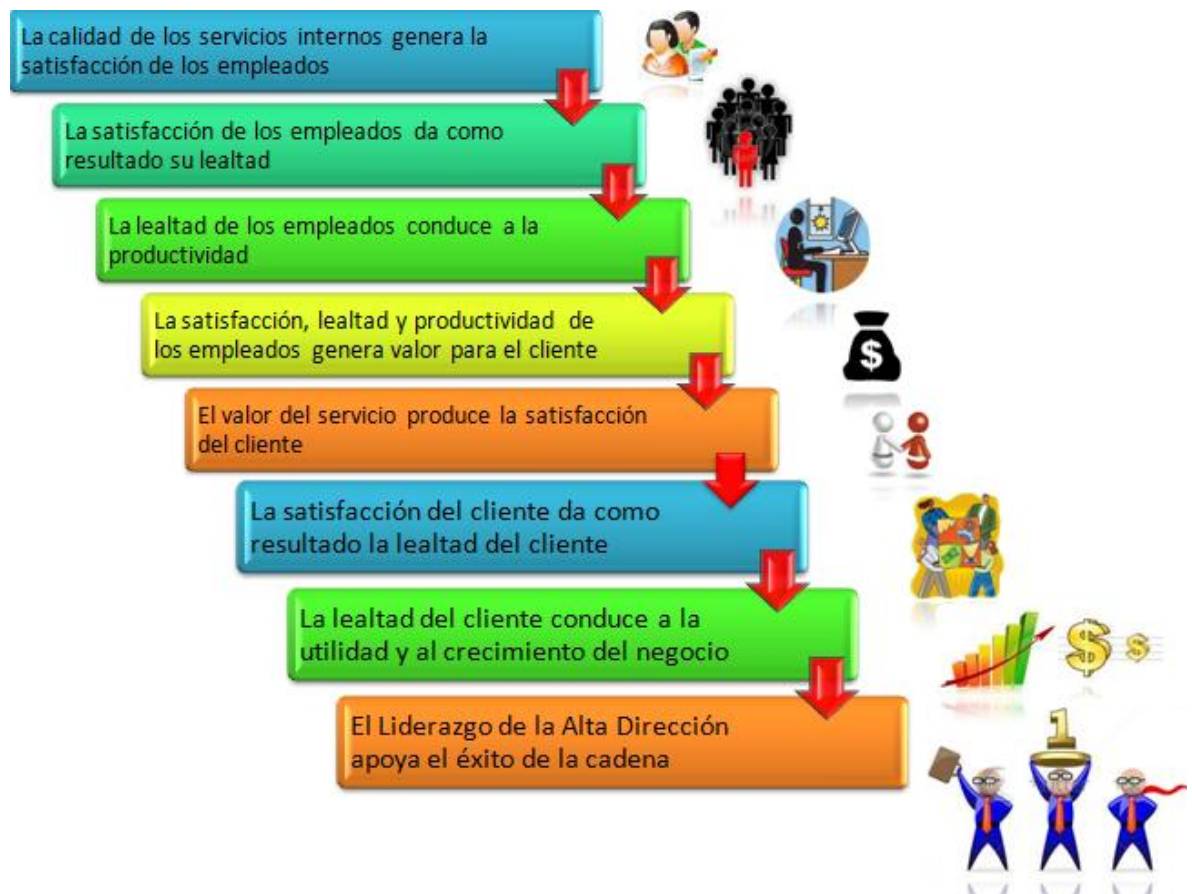 La calidad de los servicios internos genera la
satisfacción de los empleados
La satisfacción de los empleados da como
resultado su lealtad
La lealtad de los empleados conduce a la
productividad
La satisfacción, lealtad y productividad de
los empleados genera valor para el cliente
$
El valor del servicio produce la satisfacción
del cliente
La satisfacción del cliente da como
resultado la lealtad del cliente
La lealtad del cliente conduce a la
utilidad y al crecimiento del negocio
$ $
El Liderazgo de la Alta Dirección
apoya el éxito de la cadena
1